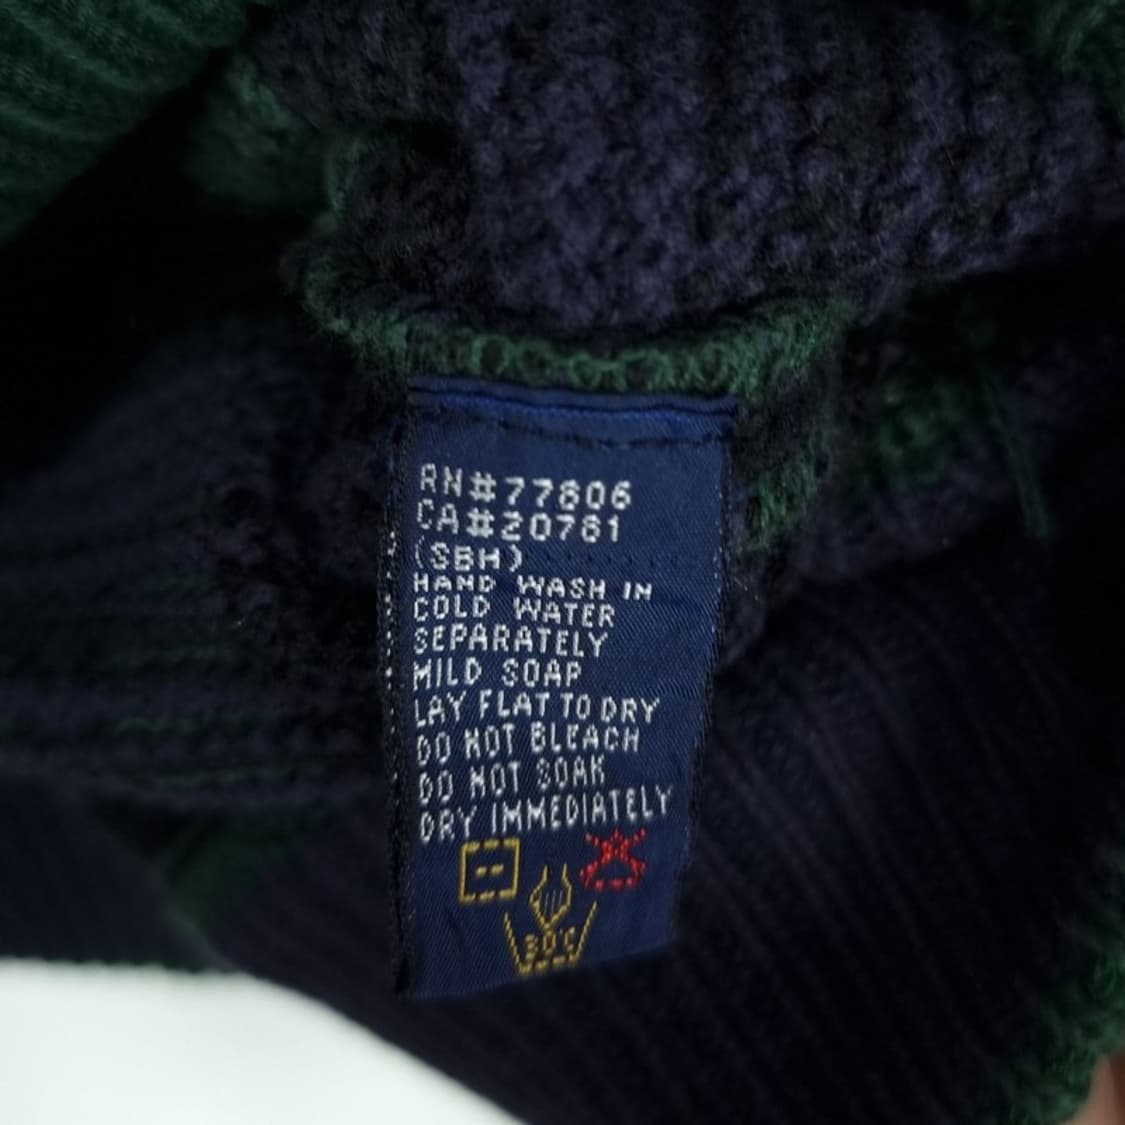 RN#77806
CA#20781
(SBH)
HAND WASH IN
COLD WATER
SEPARATELY
MILD SOAP
LAY FLAT TO DRY
DO NOT BLEACH
DO NOT SOAK
DRY IMMEDIATELY
30°C